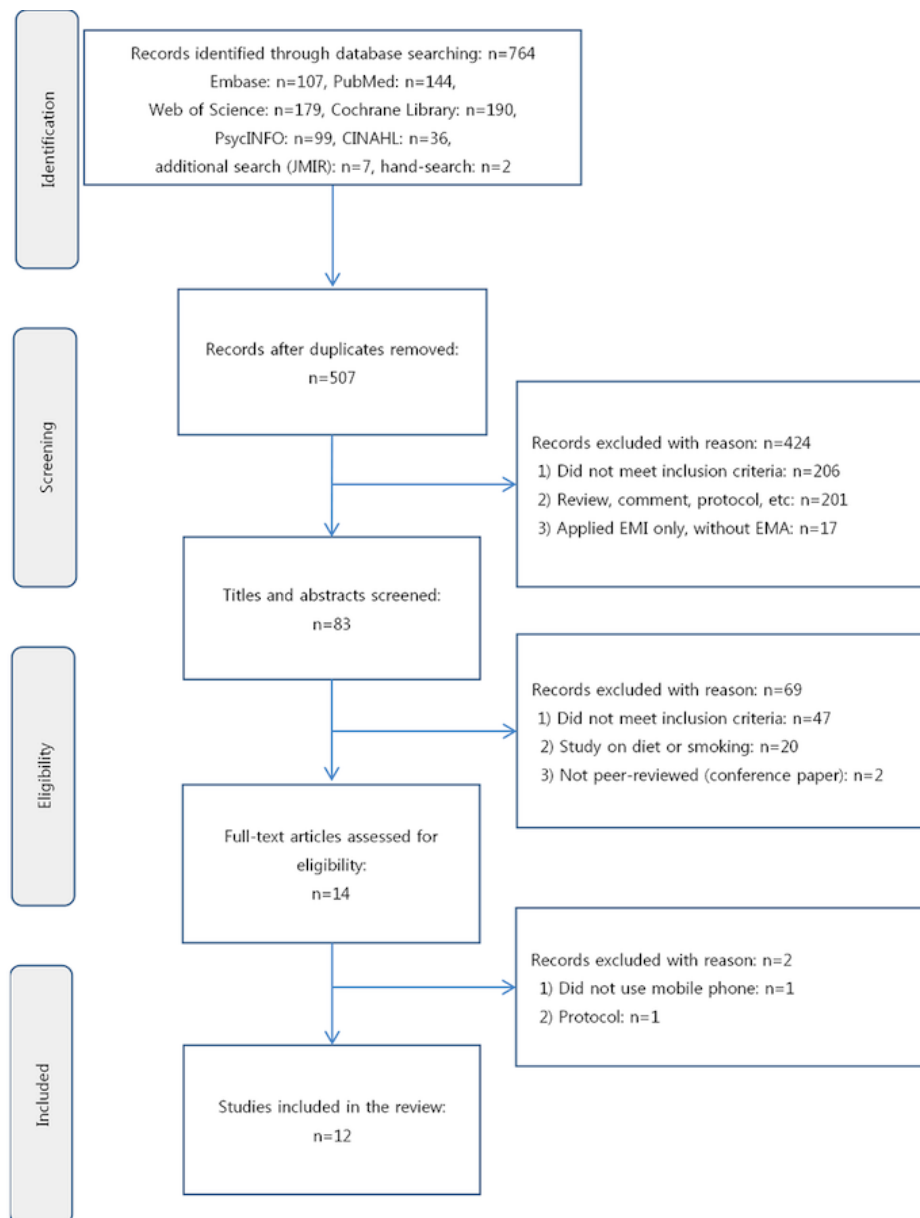 Identification
Records identified through database searching: n=764
Embase: n=107, PubMed: n=144,
Web of Science: n=179, Cochrane Library: n=190,
PsycINFO: n=99, CINAHL: n=36,
additional search (JMIR): n=7, hand-search: n=2
Screening
Records after duplicates removed:
n=507
Records excluded with reason: n=424
1) Did not meet inclusion criteria: n=206
2) Review, comment, protocol, etc: n=201
3) Applied EMI only, without EMA: n=17
Titles and abstracts screened:
n=83
Eligibility
Records excluded with reason: n=69
1) Did not meet inclusion criteria: n=47
2) Study on diet or smoking: n=20
3) Not peer-reviewed (conference paper): n=2
Full-text articles assessed for
eligibility:
n=14
Included
Records excluded with reason: n=2
1) Did not use mobile phone: n=1
2) Protocol: n=1
Studies included in the review:
n=12